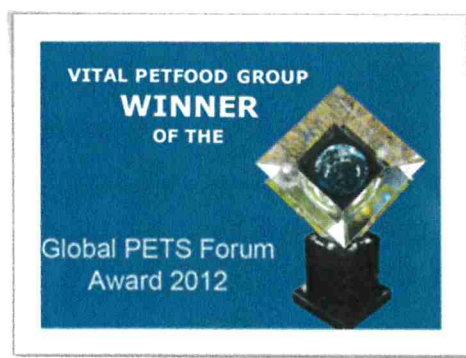 VITAL PETFOOD GROUP
WINNER
OF THE
Global PETS Forum
Award 2012